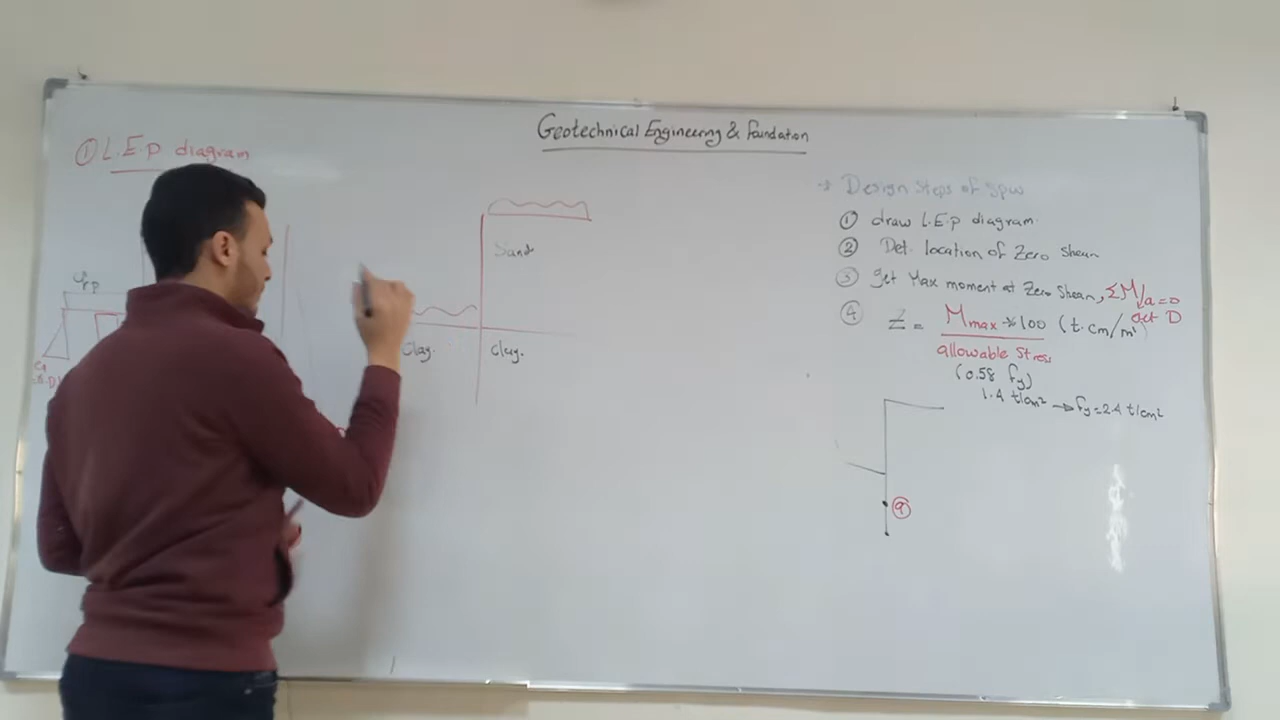 Geotechnical Engineering & Foundation
① L.E.P diagram
Sand
Clay.
Clay.
→ Design Steps of SPW
① draw L.E.P diagram.
② Det. location of Zero Shear
③ get Max moment at Zero Shear, ΣM/a=0
get D
④ Z = Mmax*100 (t.cm/m'
allowable stress
(0.58 fy)
1.4 t/cm² → fy=2.4 t/cm²
a